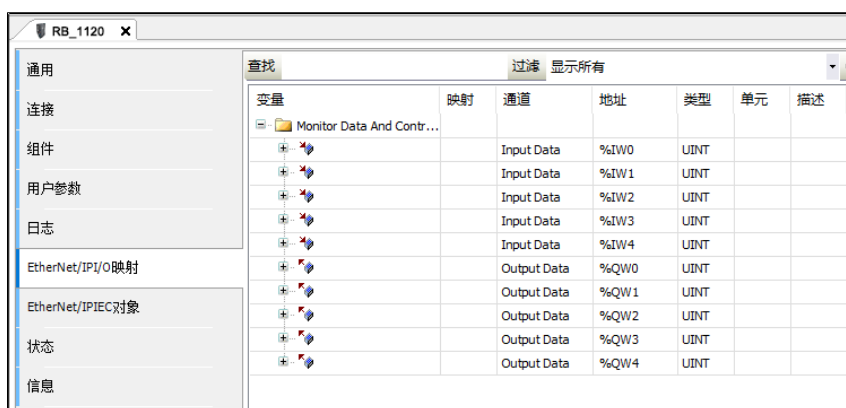 RB_1120
通用
连接
组件
用户参数
日志
EtherNet/IPI/O映射
EtherNet/IPIEC对象
状态
信息
查找 过滤 显示所有
变量 映射 通道 地址 类型 单元 描述
Monitor Data And Contr...
Input Data %IW0 UINT
Input Data %IW1 UINT
Input Data %IW2 UINT
Input Data %IW3 UINT
Input Data %IW4 UINT
Output Data %QW0 UINT
Output Data %QW1 UINT
Output Data %QW2 UINT
Output Data %QW3 UINT
Output Data %QW4 UINT